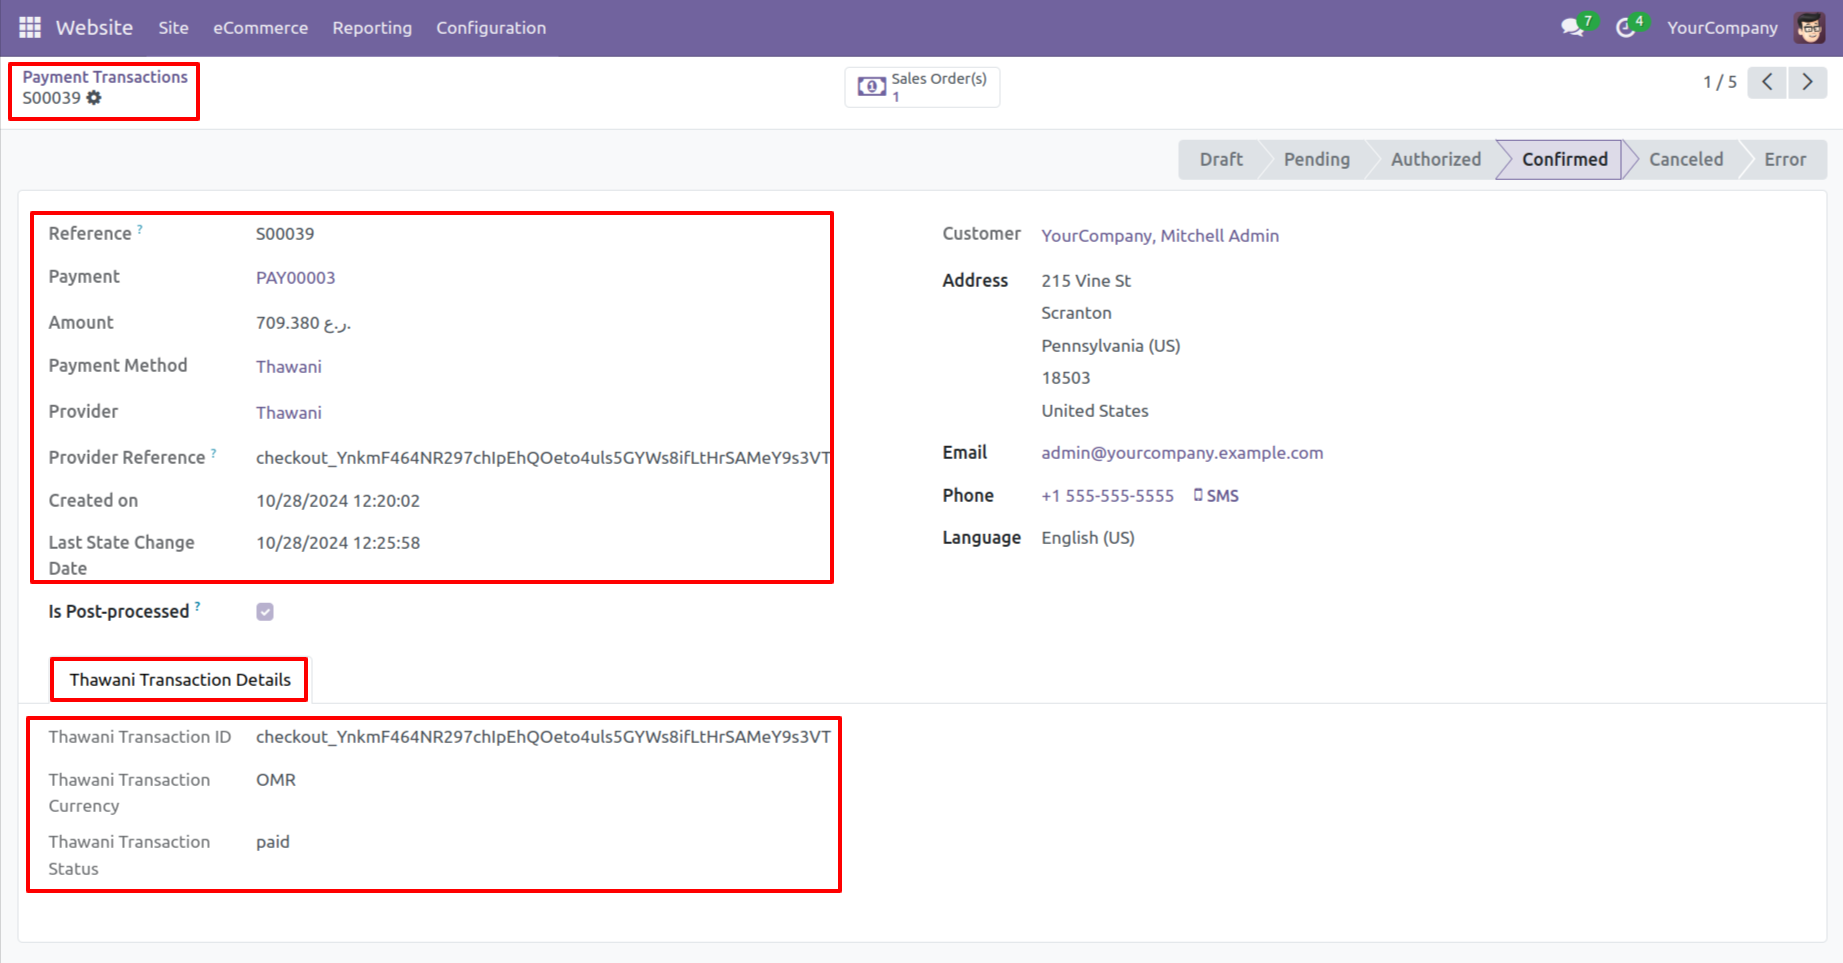 Website Site eCommerce Reporting Configuration 7 4 YourCompany
Payment Transactions
S00039
Sales Order(s)
1
1 / 5
Draft Pending Authorized Confirmed Canceled Error
Reference ? S00039
Payment PAY00003
Amount 709.380 ر.ع.
Payment Method Thawani
Provider Thawani
Provider Reference ? checkout_YnkmF464NR297chIpEhQOeto4uls5GYWs8ifLtHrSAMeY9s3VT
Created on 10/28/2024 12:20:02
Last State Change
Date
10/28/2024 12:25:58
Is Post-processed ?
Customer YourCompany, Mitchell Admin
Address 215 Vine St
Scranton
Pennsylvania (US)
18503
United States
Email admin@yourcompany.example.com
Phone +1 555-555-5555 SMS
Language English (US)
Thawani Transaction Details
Thawani Transaction ID checkout_YnkmF464NR297chIpEhQOeto4uls5GYWs8ifLtHrSAMeY9s3VT
Thawani Transaction
Currency
OMR
Thawani Transaction
Status
paid